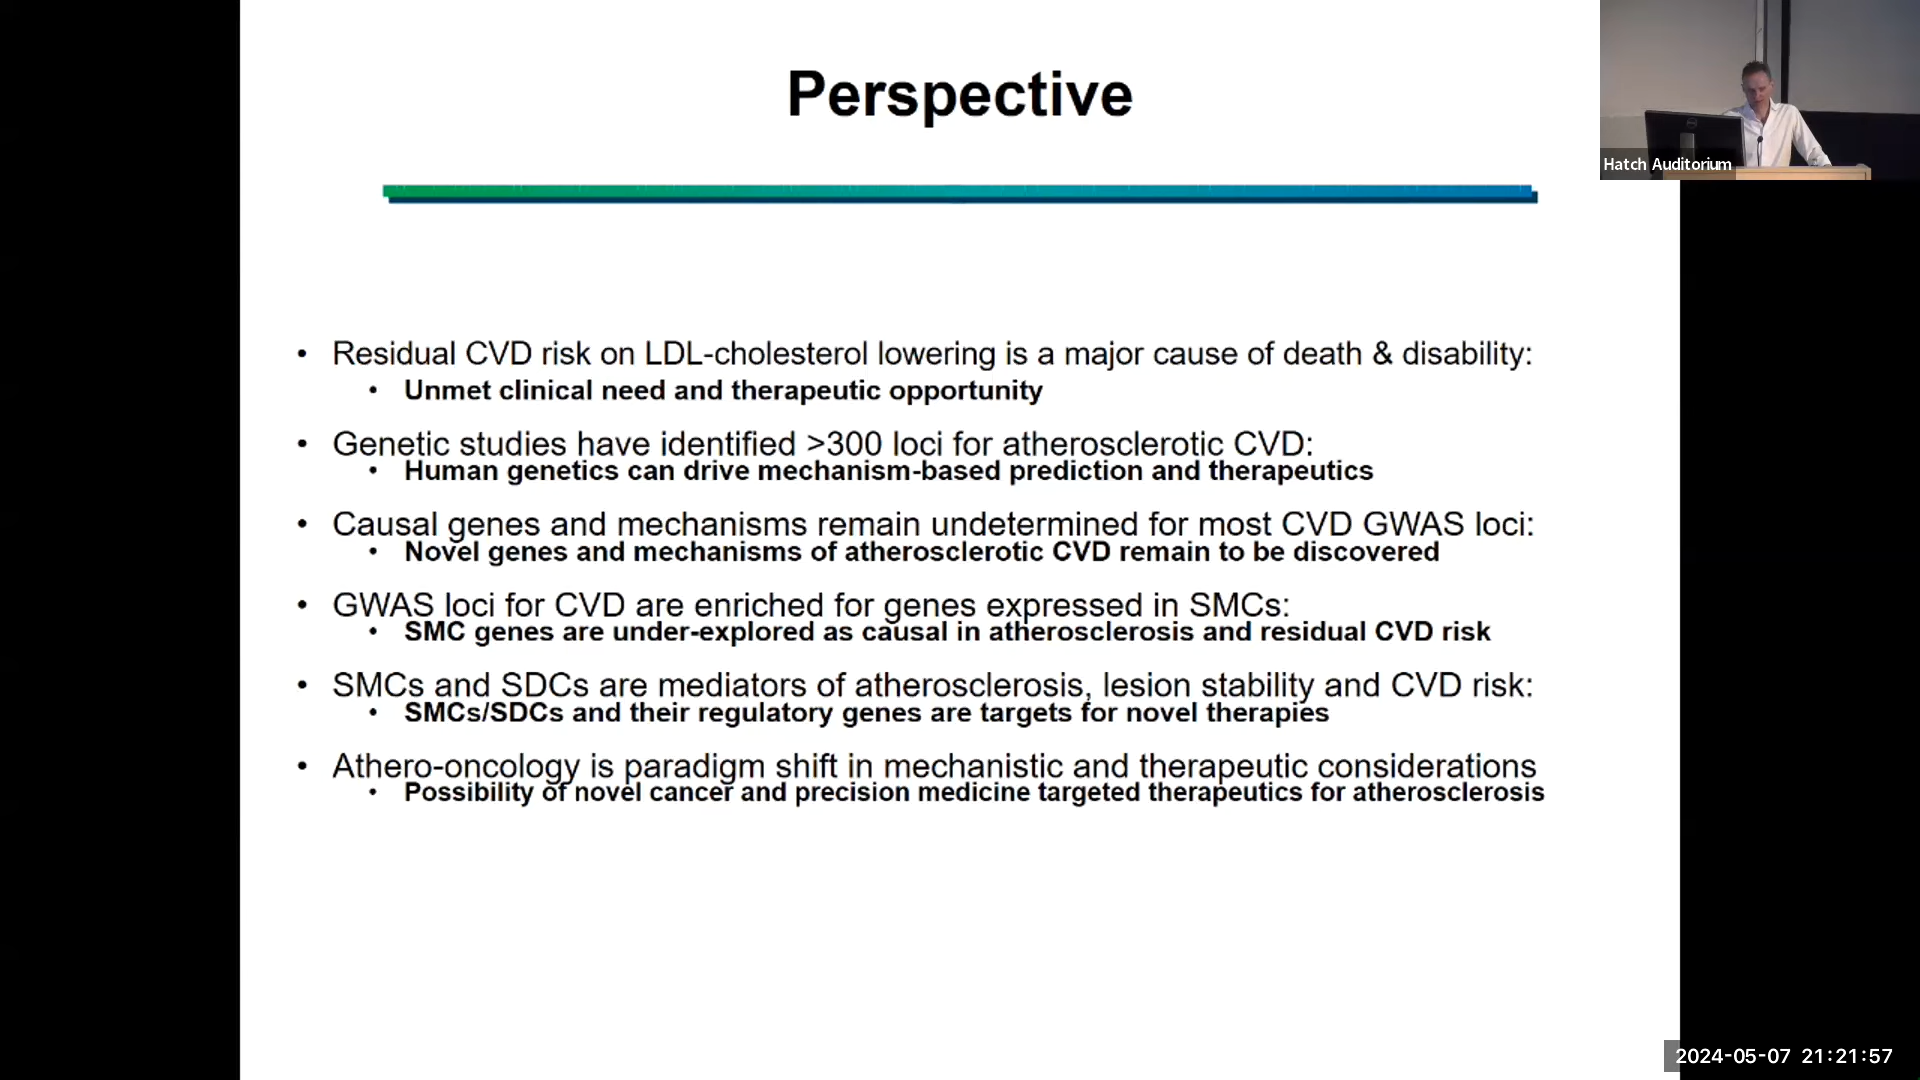 Perspective
Hatch Auditorium
• Residual CVD risk on LDL-cholesterol lowering is a major cause of death & disability:
• Unmet clinical need and therapeutic opportunity
• Genetic studies have identified >300 loci for atherosclerotic CVD:
• Human genetics can drive mechanism-based prediction and therapeutics
• Causal genes and mechanisms remain undetermined for most CVD GWAS loci:
• Novel genes and mechanisms of atherosclerotic CVD remain to be discovered
• GWAS loci for CVD are enriched for genes expressed in SMCs:
• SMC genes are under-explored as causal in atherosclerosis and residual CVD risk
• SMCs and SDCs are mediators of atherosclerosis, lesion stability and CVD risk:
• SMCs/SDCs and their regulatory genes are targets for novel therapies
• Athero-oncology is paradigm shift in mechanistic and therapeutic considerations
• Possibility of novel cancer and precision medicine targeted therapeutics for atherosclerosis
2024-05-07 21:21:57